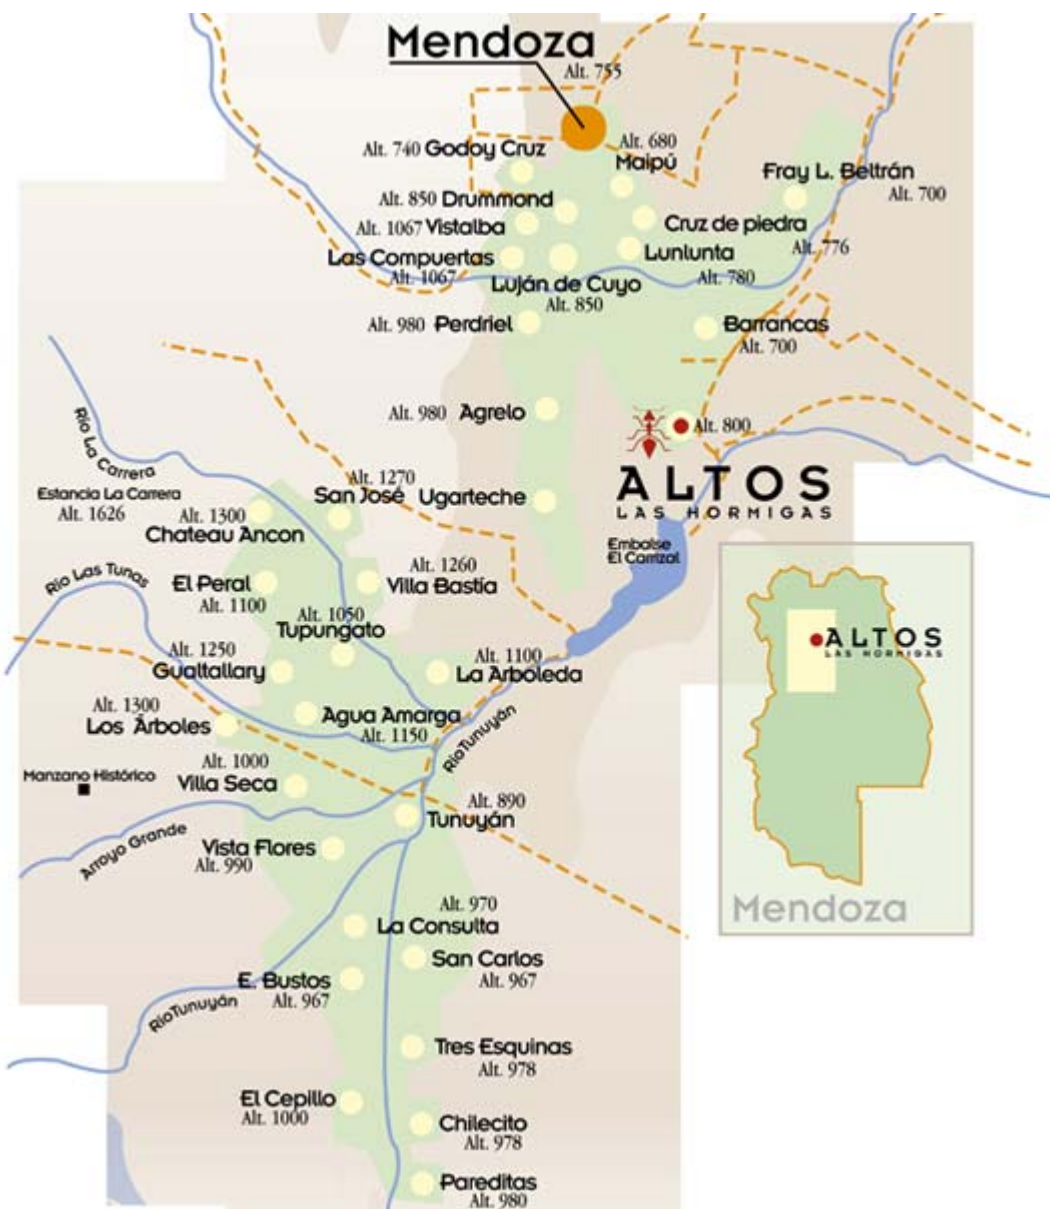 Mendoza
Alt. 755
Alt. 740 Godoy Cruz
Alt. 680
Maipú
Fray L. Beltrán
Alt. 700
Alt. 850 Drummond
Alt. 1067 Vistalba
Cruz de piedra
Alt. 776
Las Compuertas
Alt. 1067
Lunlunta
Alt. 780
Luján de Cuyo
Alt. 850
Alt. 980 Perdriel
Barrancas
Alt. 700
Alt. 980 Agrelo
Alt. 800
ALTOS
LAS HORMIGAS
Río La Carrera
Estancia La Carrera
Alt. 1626
Alt. 1300
Chateau Ancon
Alt. 1270
San José
Ugarteche
Embalse
El Carrizal
Río Las Tunas
El Peral
Alt. 1100
Alt. 1260
Villa Bastía
Alt. 1050
Tupungato
Alt. 1250
Gualtallary
Alt. 1100
La Arboleda
Alt. 1300
Los Árboles
Agua Amarga
Alt. 1150
Río Tunuyán
Manzano Histórico
Alt. 1000
Villa Seca
Alt. 890
Tunuyán
Arroyo Grande
Vista Flores
Alt. 990
Alt. 970
La Consulta
San Carlos
Alt. 967
E. Bustos
Alt. 967
Río Tunuyán
Tres Esquinas
Alt. 978
El Cepillo
Alt. 1000
Chilecito
Alt. 978
Pareditas
Alt. 980
ALTOS
LAS HORMIGAS
Mendoza